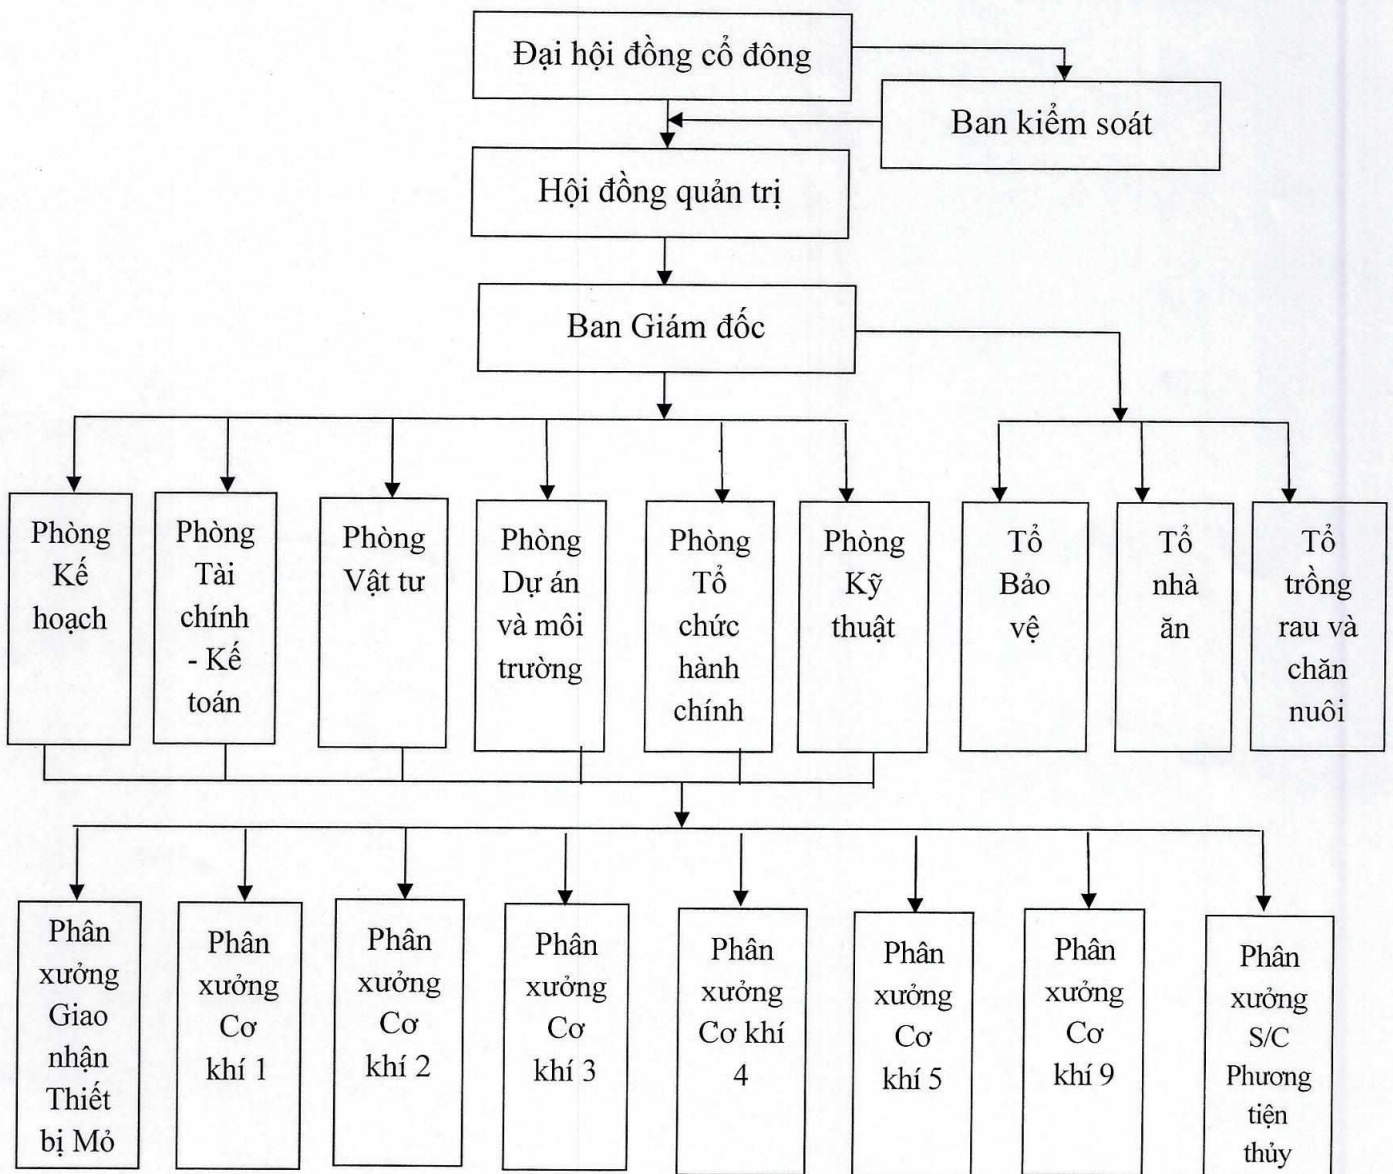 Đại hội đồng cổ đông
Ban kiểm soát
Hội đồng quản trị
Ban Giám đốc
Phòng
Kế
hoạch
Phòng
Tài
chính
- Kế
toán
Phòng
Vật tư
Phòng
Dự án
và môi
trường
Phòng
Tổ
chức
hành
chính
Phòng
Kỹ
thuật
Tổ
Bảo
vệ
Tổ
nhà
ăn
Tổ
trồng
rau và
chăn
nuôi
Phân
xưởng
Giao
nhận
Thiết
bị Mỏ
Phân
xưởng
Cơ
khí 1
Phân
xưởng
Cơ
khí 2
Phân
xưởng
Cơ
khí 3
Phân
xưởng
Cơ khí
4
Phân
xưởng
Cơ
khí 5
Phân
xưởng
Cơ
khí 9
Phân
xưởng
S/C
Phương
tiện
thủy